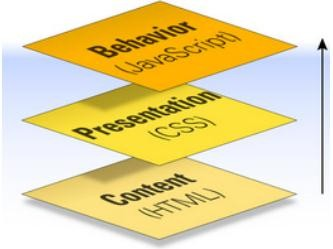 Behavior
(JavaScript)
Presentation
(CSS)
Content
(HTML)